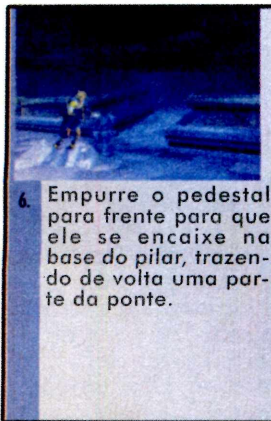 6. Empurre o pedestal
para frente para que
ele se encaixe na
base do pilar, trazen-
do de volta uma par-
te da ponte.